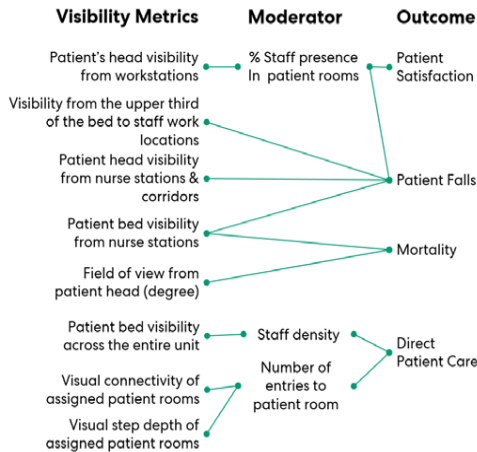 Visibility Metrics
Moderator
Outcome
Patient's head visibility
from workstations
% Staff presence
In patient rooms
Patient
Satisfaction
Visibility from the upper third
of the bed to staff work
locations
Patient head visibility
from nurse stations &
corridors
Patient Falls
Patient bed visibility
from nurse stations
Mortality
Field of view from
patient head (degree)
Patient bed visibility
across the entire unit
Staff density
Direct
Patient Care
Visual connectivity of
assigned patient rooms
Number of
entries to
patient room
Visual step depth of
assigned patient rooms